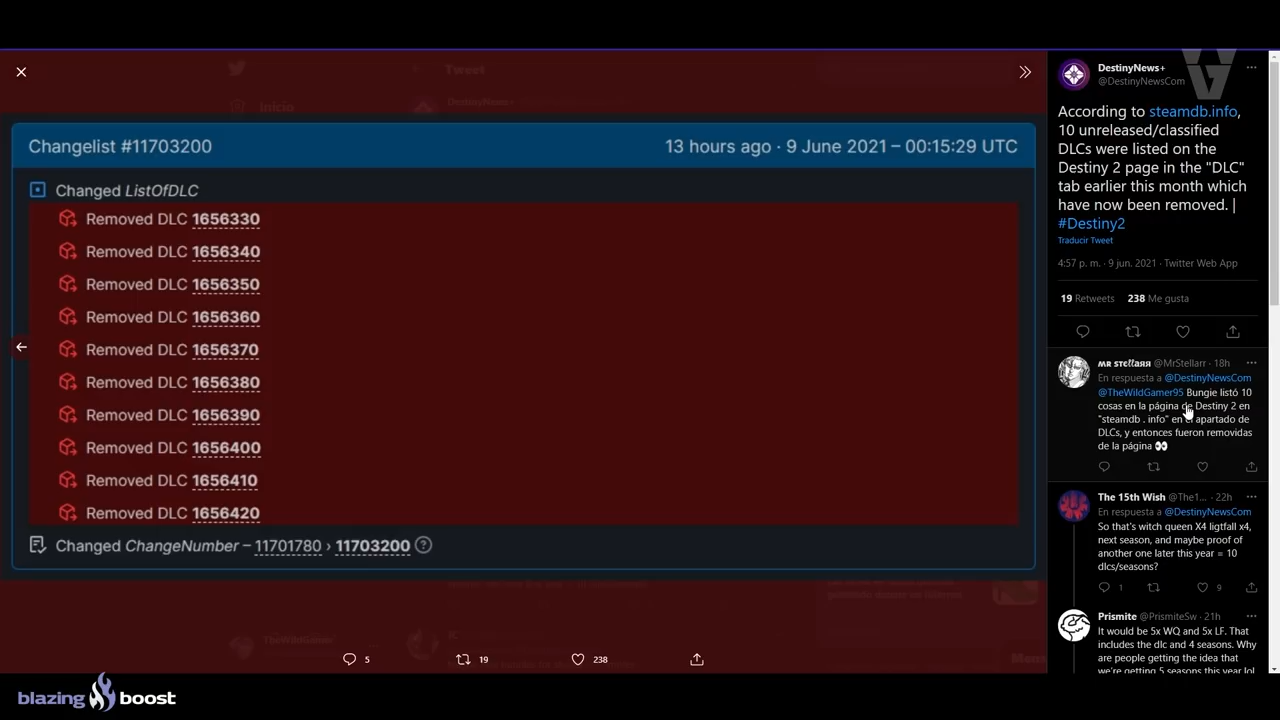 Changelist #11703200
13 hours ago · 9 June 2021 – 00:15:29 UTC
Changed ListOfDLC
Removed DLC 1656330
Removed DLC 1656340
Removed DLC 1656350
Removed DLC 1656360
Removed DLC 1656370
Removed DLC 1656380
Removed DLC 1656390
Removed DLC 1656400
Removed DLC 1656410
Removed DLC 1656420
Changed ChangeNumber – 11701780 › 11703200
5
19
238
DestinyNews+
@DestinyNewsCom
According to steamdb.info,
10 unreleased/classified
DLCs were listed on the
Destiny 2 page in the "DLC"
tab earlier this month which
have now been removed. |
#Destiny2
Traducir Tweet
4:57 p. m. · 9 jun. 2021 · Twitter Web App
19 Retweets 238 Me gusta
MR STEllARR @MrStellarr · 18h
En respuesta a @DestinyNewsCom
@TheWildGamer95 Bungie listó 10
cosas en la página de Destiny 2 en
"steamdb . info" en el apartado de
DLCs, y entonces fueron removidas
de la página 👀
The 15th Wish @The1... · 22h
En respuesta a @DestinyNewsCom
So that's witch queen X4 ligtfall x4,
next season, and maybe proof of
another one later this year = 10
dlcs/seasons?
1
9
Prismite @PrismiteSw · 21h
It would be 5x WQ and 5x LF. That
includes the dlc and 4 seasons. Why
are people getting the idea that
we're getting 5 seasons this year lol
blazing boost